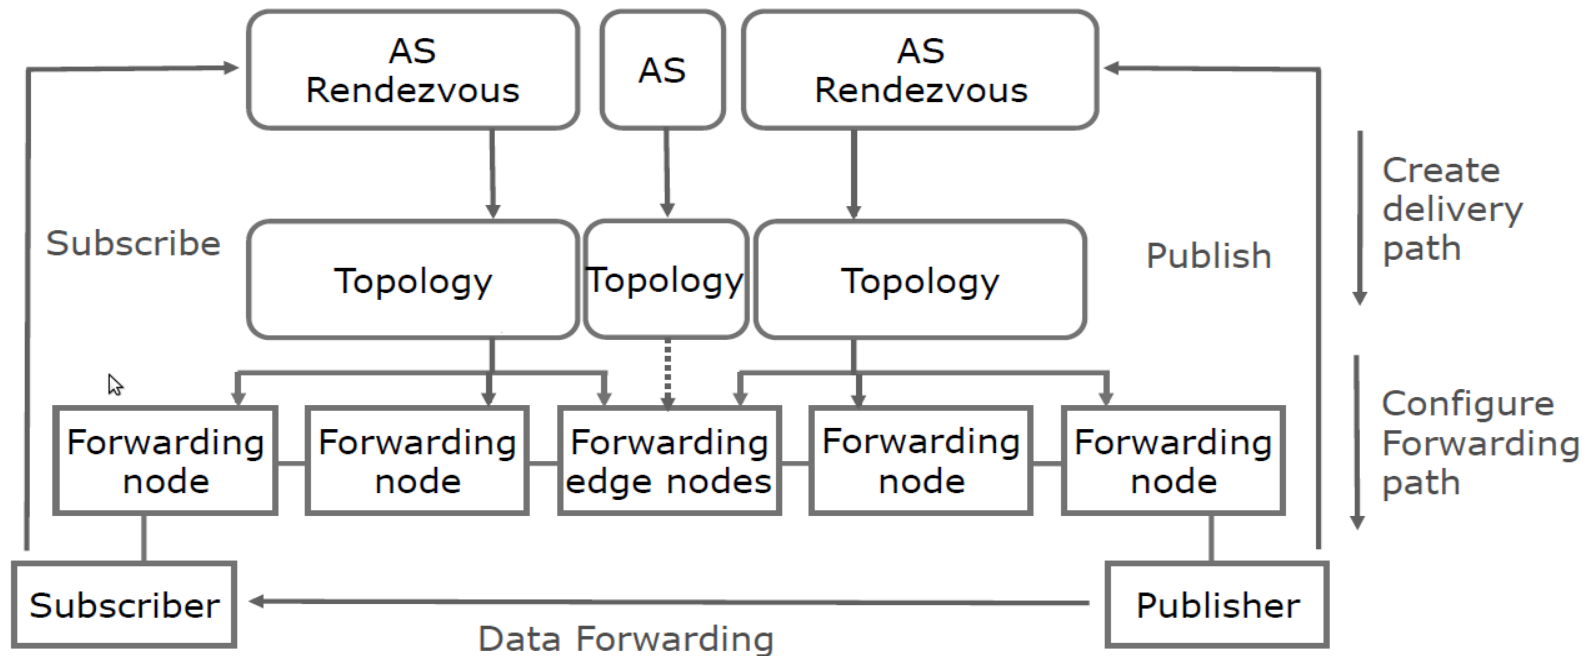 AS
Rendezvous
AS
AS
Rendezvous
Create
delivery
path
Subscribe
Publish
Topology
Topology
Topology
Configure
Forwarding
path
Forwarding
node
Forwarding
node
Forwarding
edge nodes
Forwarding
node
Forwarding
node
Subscriber
Publisher
Data Forwarding